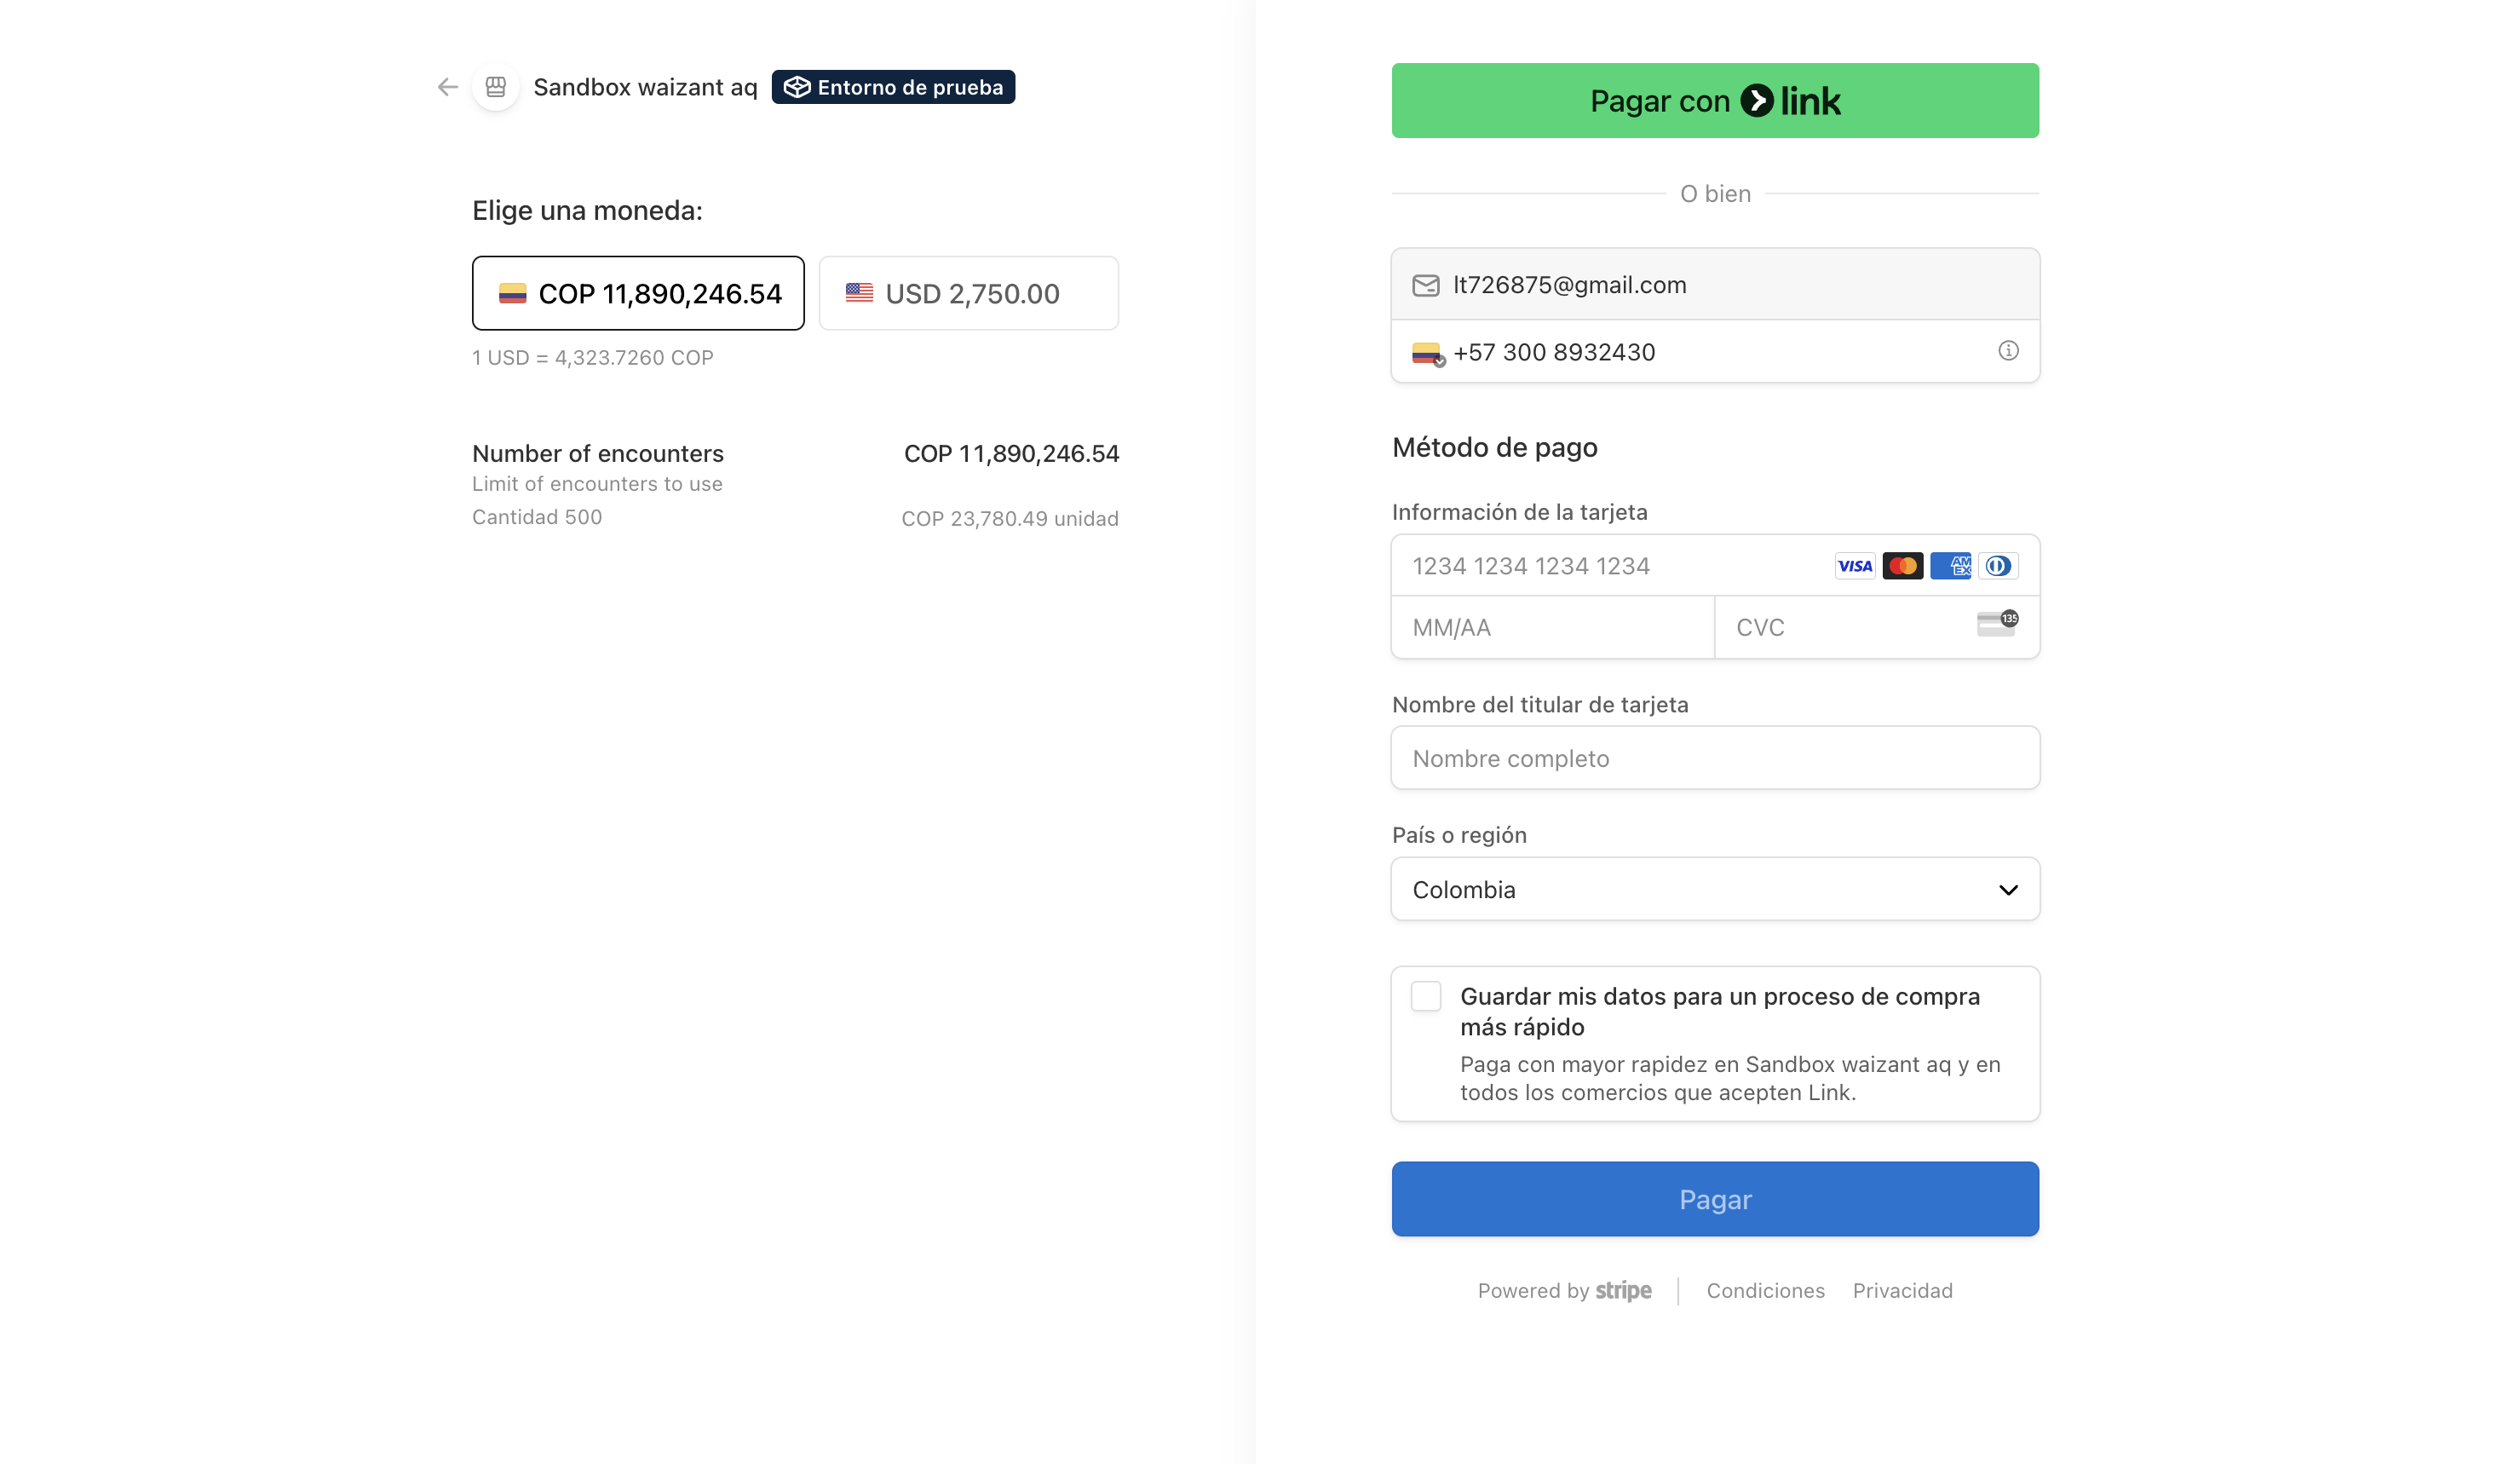 Sandbox waizant aq
Entorno de prueba
Elige una moneda:
COP 11,890,246.54
USD 2,750.00
1 USD = 4,323.7260 COP
Number of encounters
COP 11,890,246.54
Limit of encounters to use
Cantidad 500
COP 23,780.49 unidad
Pagar con link
O bien
lt726875@gmail.com
+57 300 8932430
Método de pago
Información de la tarjeta
1234 1234 1234 1234
VISA
AM
EX
MM/AA
CVC
135
Nombre del titular de tarjeta
Nombre completo
País o región
Colombia
Guardar mis datos para un proceso de compra
más rápido
Paga con mayor rapidez en Sandbox waizant aq y en
todos los comercios que acepten Link.
Pagar
Powered by stripe
Condiciones
Privacidad